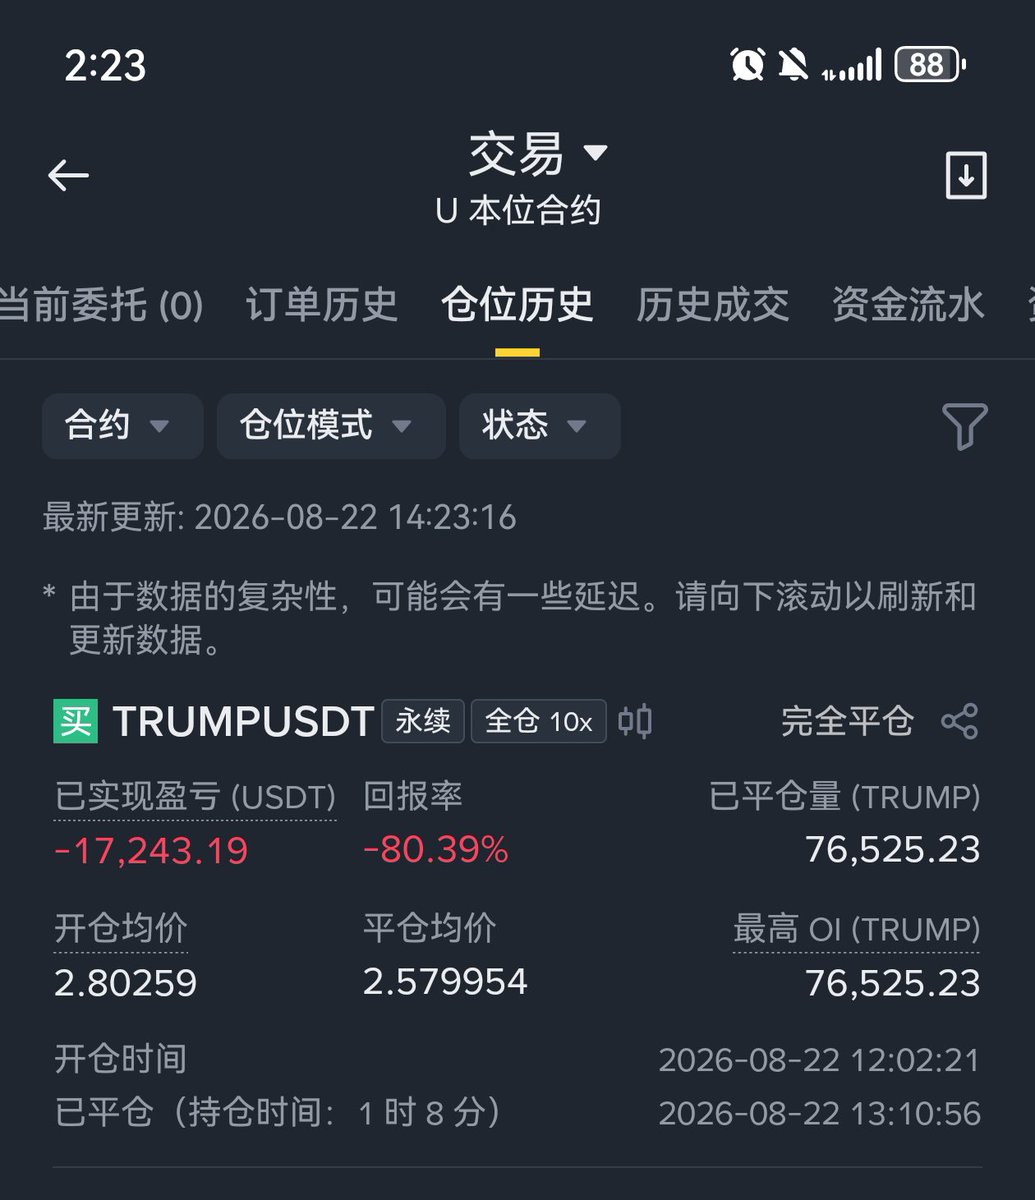 2:23
88
交易
U 本位合约
当前委托 (0) 订单历史 仓位历史 历史成交 资金流水
合约 仓位模式 状态
最新更新: 2026-08-22 14:23:16
* 由于数据的复杂性，可能会有一些延迟。请向下滚动以刷新和
更新数据。
买 TRUMPUSDT 永续 全仓 10x 完全平仓
已实现盈亏 (USDT) 回报率 已平仓量 (TRUMP)
-17,243.19 -80.39% 76,525.23
开仓均价 平仓均价 最高 OI (TRUMP)
2.80259 2.579954 76,525.23
开仓时间 2026-08-22 12:02:21
已平仓（持仓时间：1 时 8 分） 2026-08-22 13:10:56